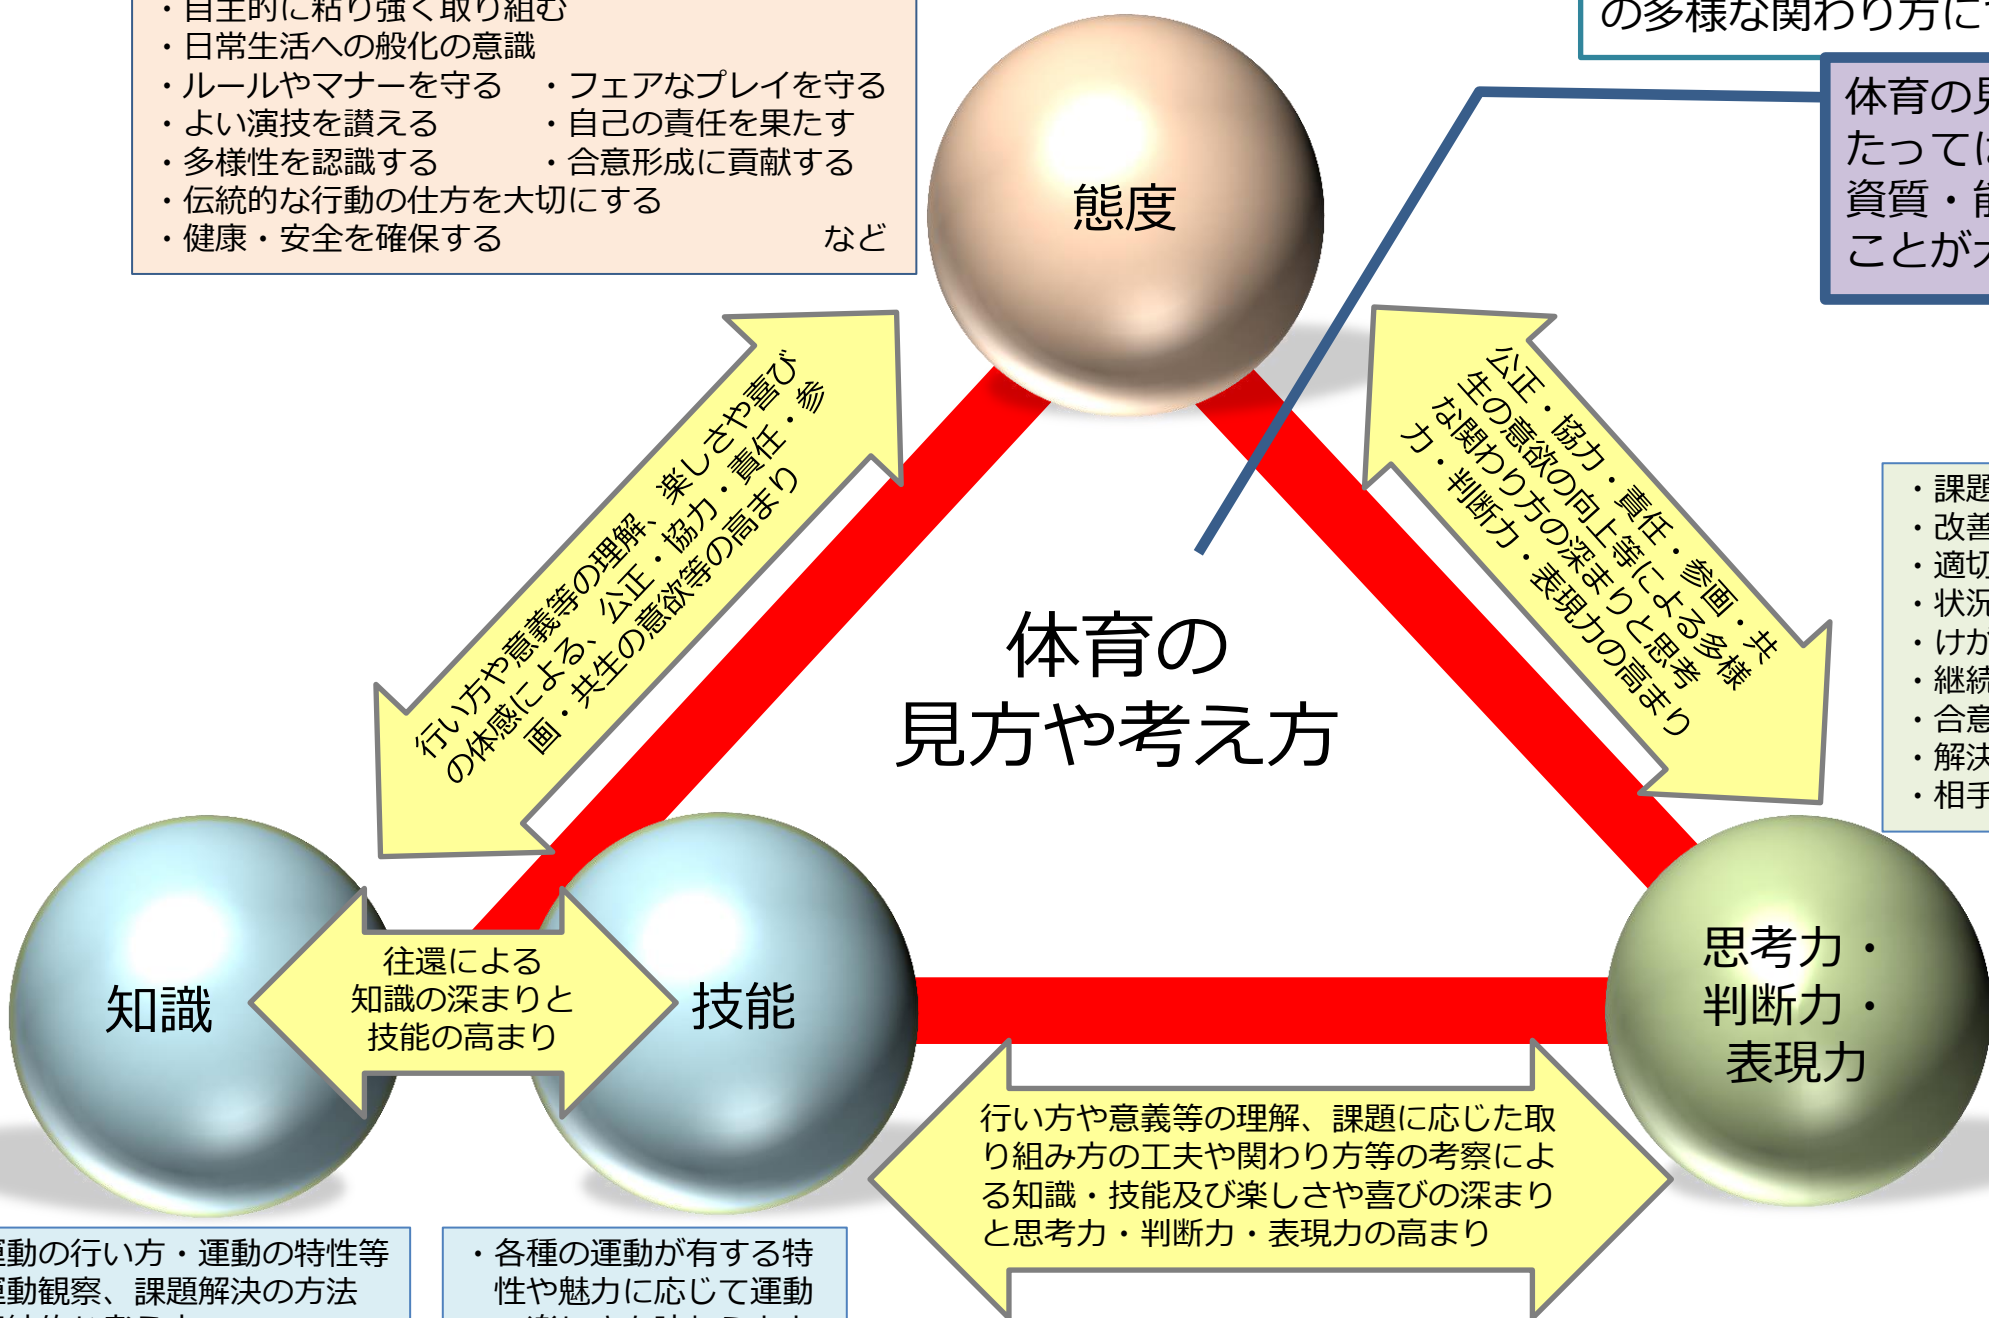 ・自主的に粘り強く取り組む
・日常生活への般化の意識
・ルールやマナーを守る　・フェアなプレイを守る
・よい演技を讃える　・自己の責任を果たす
・多様性を認識する　・合意形成に貢献する
・伝統的な行動の仕方を大切にする
・健康・安全を確保する　など
の多様な関わり方に
体育の見
たっては
資質・能
ことが大
態度
行い方や意義等の理解、楽しさや喜び
の体感による、公正・協力・責任・参
画・共生の意欲等の高まり
公正・協力・責任・参画・共
生の意欲の向上等による多様
な関わり方の深まりと思考
力・判断力・表現力の高まり
・課題
・改善
・適切
・状況
・けが
・継続
・合意
・解決
・相手
体育の
見方や考え方
知識
往還による
知識の深まりと
技能の高まり
技能
思考力・
判断力・
表現力
行い方や意義等の理解、課題に応じた取
り組み方の工夫や関わり方等の考察によ
る知識・技能及び楽しさや喜びの深まり
と思考力・判断力・表現力の高まり
運動の行い方・運動の特性等
運動観察、課題解決の方法
・各種の運動が有する特
性や魅力に応じて運動